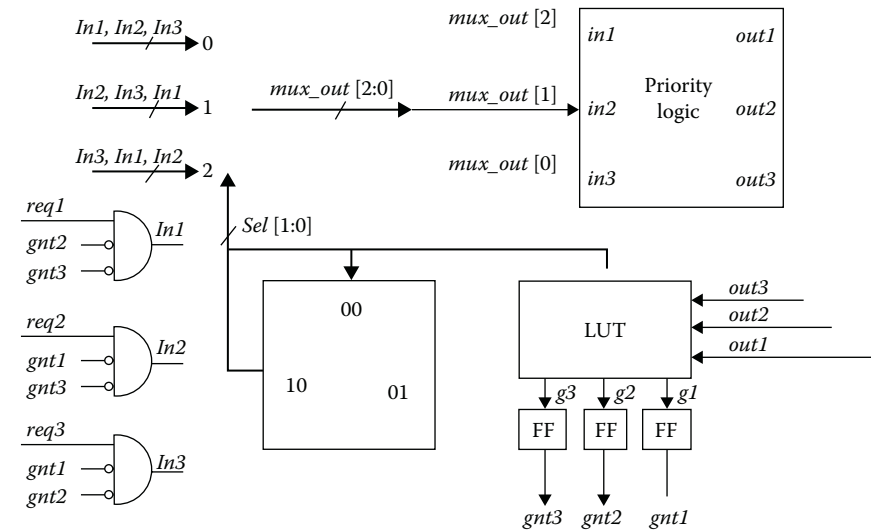 In1, In2, In3
0
In2, In3, In1
1
In3, In1, In2
2
mux_out [2:0]
mux_out [2]
mux_out [1]
mux_out [0]
in1
in2
in3
Priority
logic
out1
out2
out3
req1
gnt2
gnt3
In1
req2
gnt1
gnt3
In2
req3
gnt1
gnt2
In3
Sel [1:0]
00
10
01
LUT
out3
out2
out1
g3
g2
g1
FF
FF
FF
gnt3
gnt2
gnt1